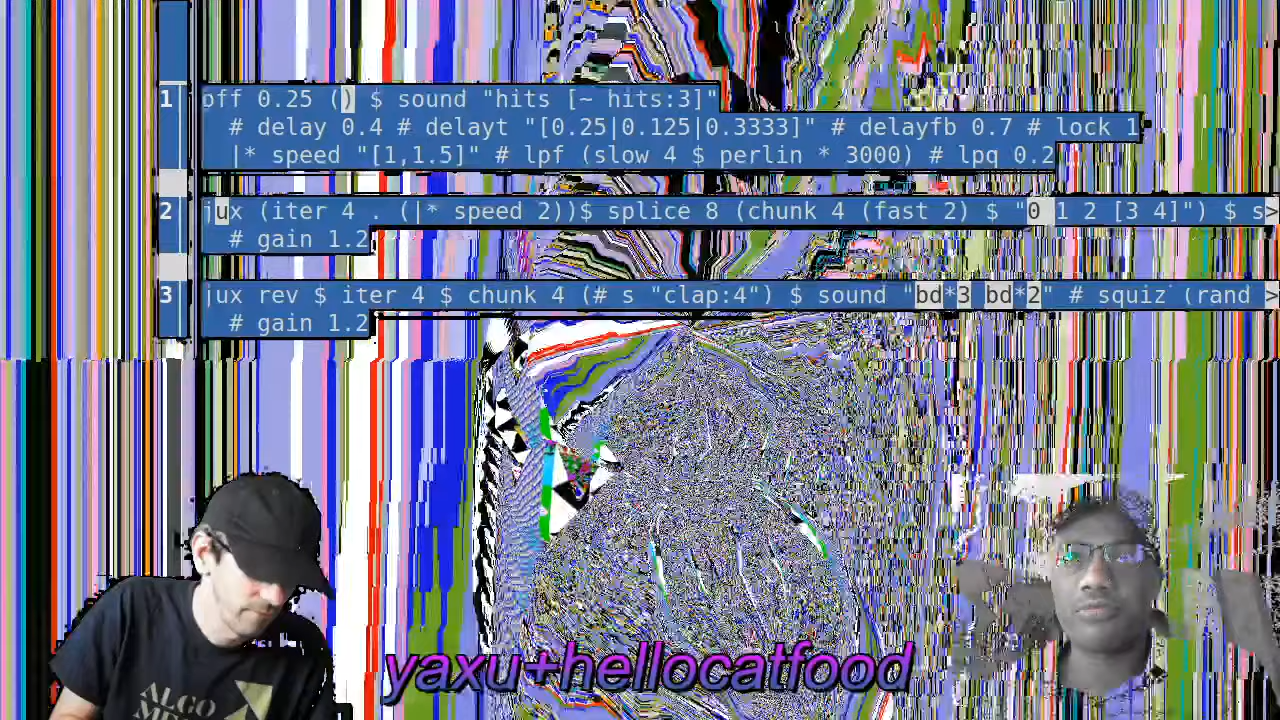 1 off 0.25 () $ sound "hits [~ hits:3]"
# delay 0.4 # delayt "[0.25|0.125|0.3333]" # delayfb 0.7 # lock 1
|* speed "[1,1.5]" # lpf (slow 4 $ perlin * 3000) # lpq 0.2
2 jux (iter 4 . (|* speed 2))$ splice 8 (chunk 4 (fast 2) $ "0 1 2 [3 4]") $ s>
# gain 1.2
3 jux rev $ iter 4 $ chunk 4 (# s "clap:4") $ sound "bd*3 bd*2" # squiz (rand >
# gain 1.2
ALGO
yaxu+hellocatfood